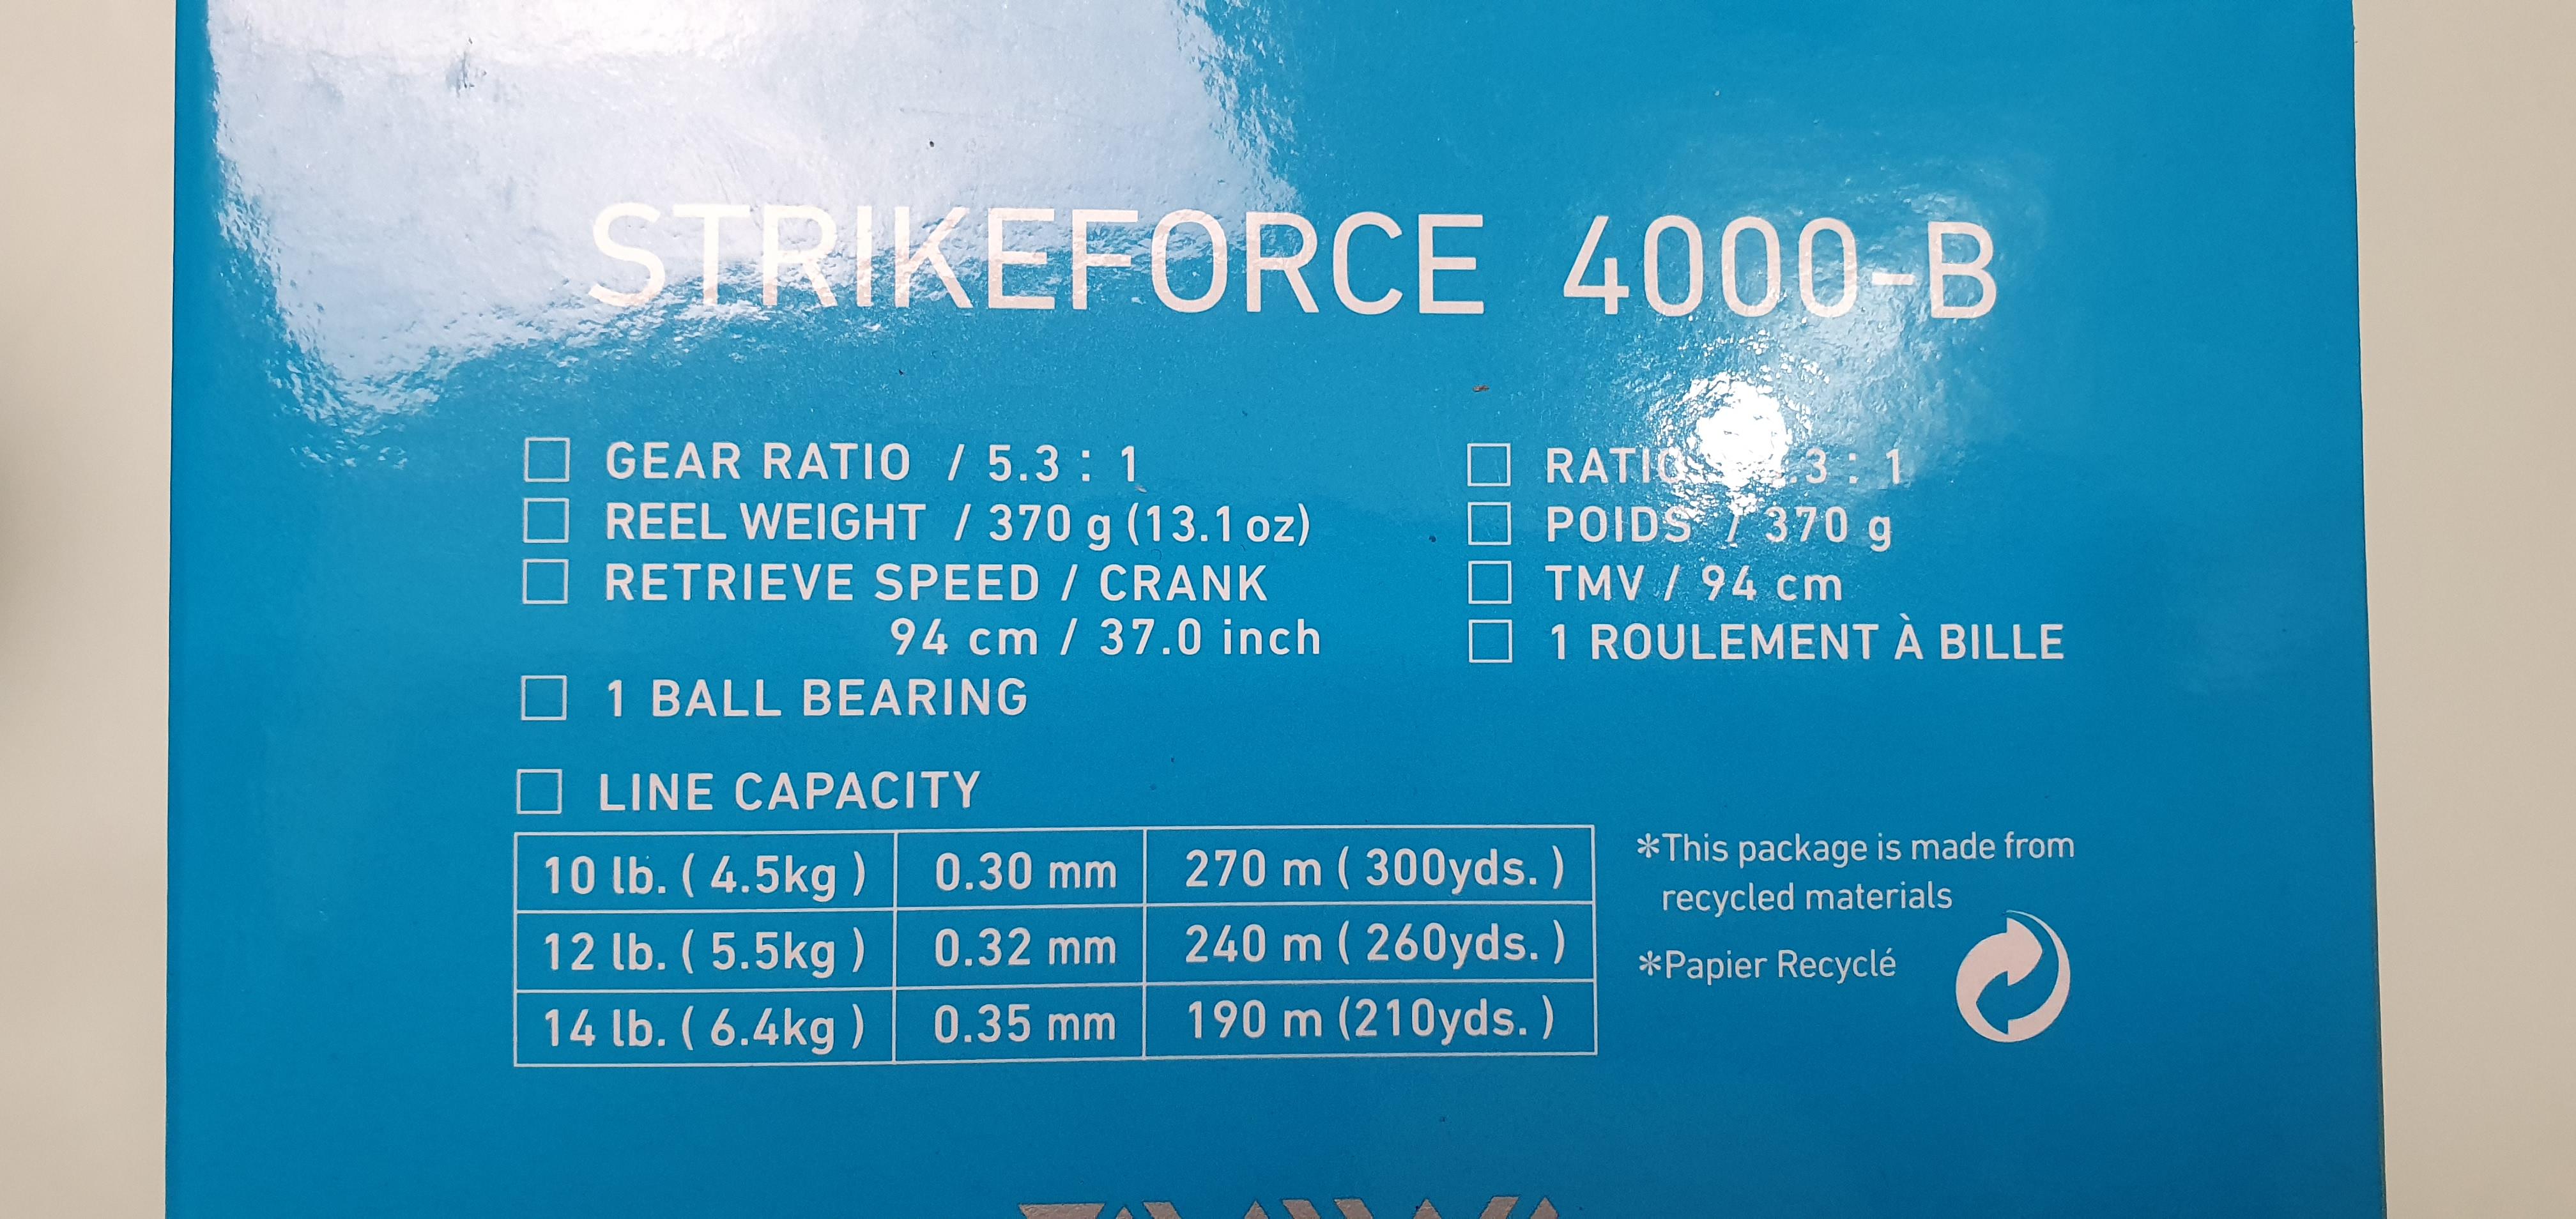 STRIKEFORCE 4000-B
GEAR RATIO / 5.3 : 1
REEL WEIGHT / 370 g (13.1 oz)
RETRIEVE SPEED / CRANK
94 cm / 37.0 inch
1 BALL BEARING
RATIO 3 : 1
POIDS / 370 g
TMV / 94 cm
1 ROULEMENT À BILLE
LINE CAPACITY
10 lb. ( 4.5kg ) 0.30 mm 270 m ( 300yds. )
12 lb. ( 5.5kg ) 0.32 mm 240 m ( 260yds. )
14 lb. ( 6.4kg ) 0.35 mm 190 m (210yds. )
*This package is made from
recycled materials
*Papier Recyclé